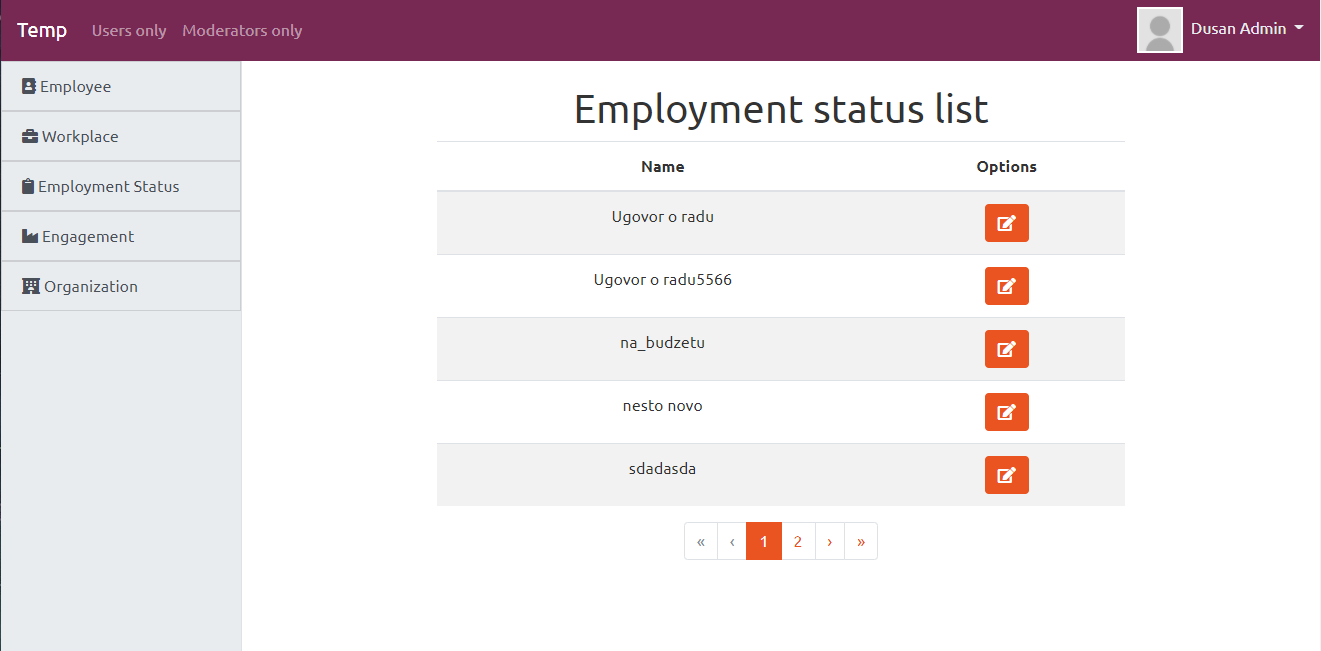 Temp Users only Moderators only Dusan Admin
Employee
Workplace
Employment Status
Engagement
Organization
Employment status list
Name Options
Ugovor o radu
Ugovor o radu5566
na_budzetu
nesto novo
sdadasda
« ‹ 1 2 › »